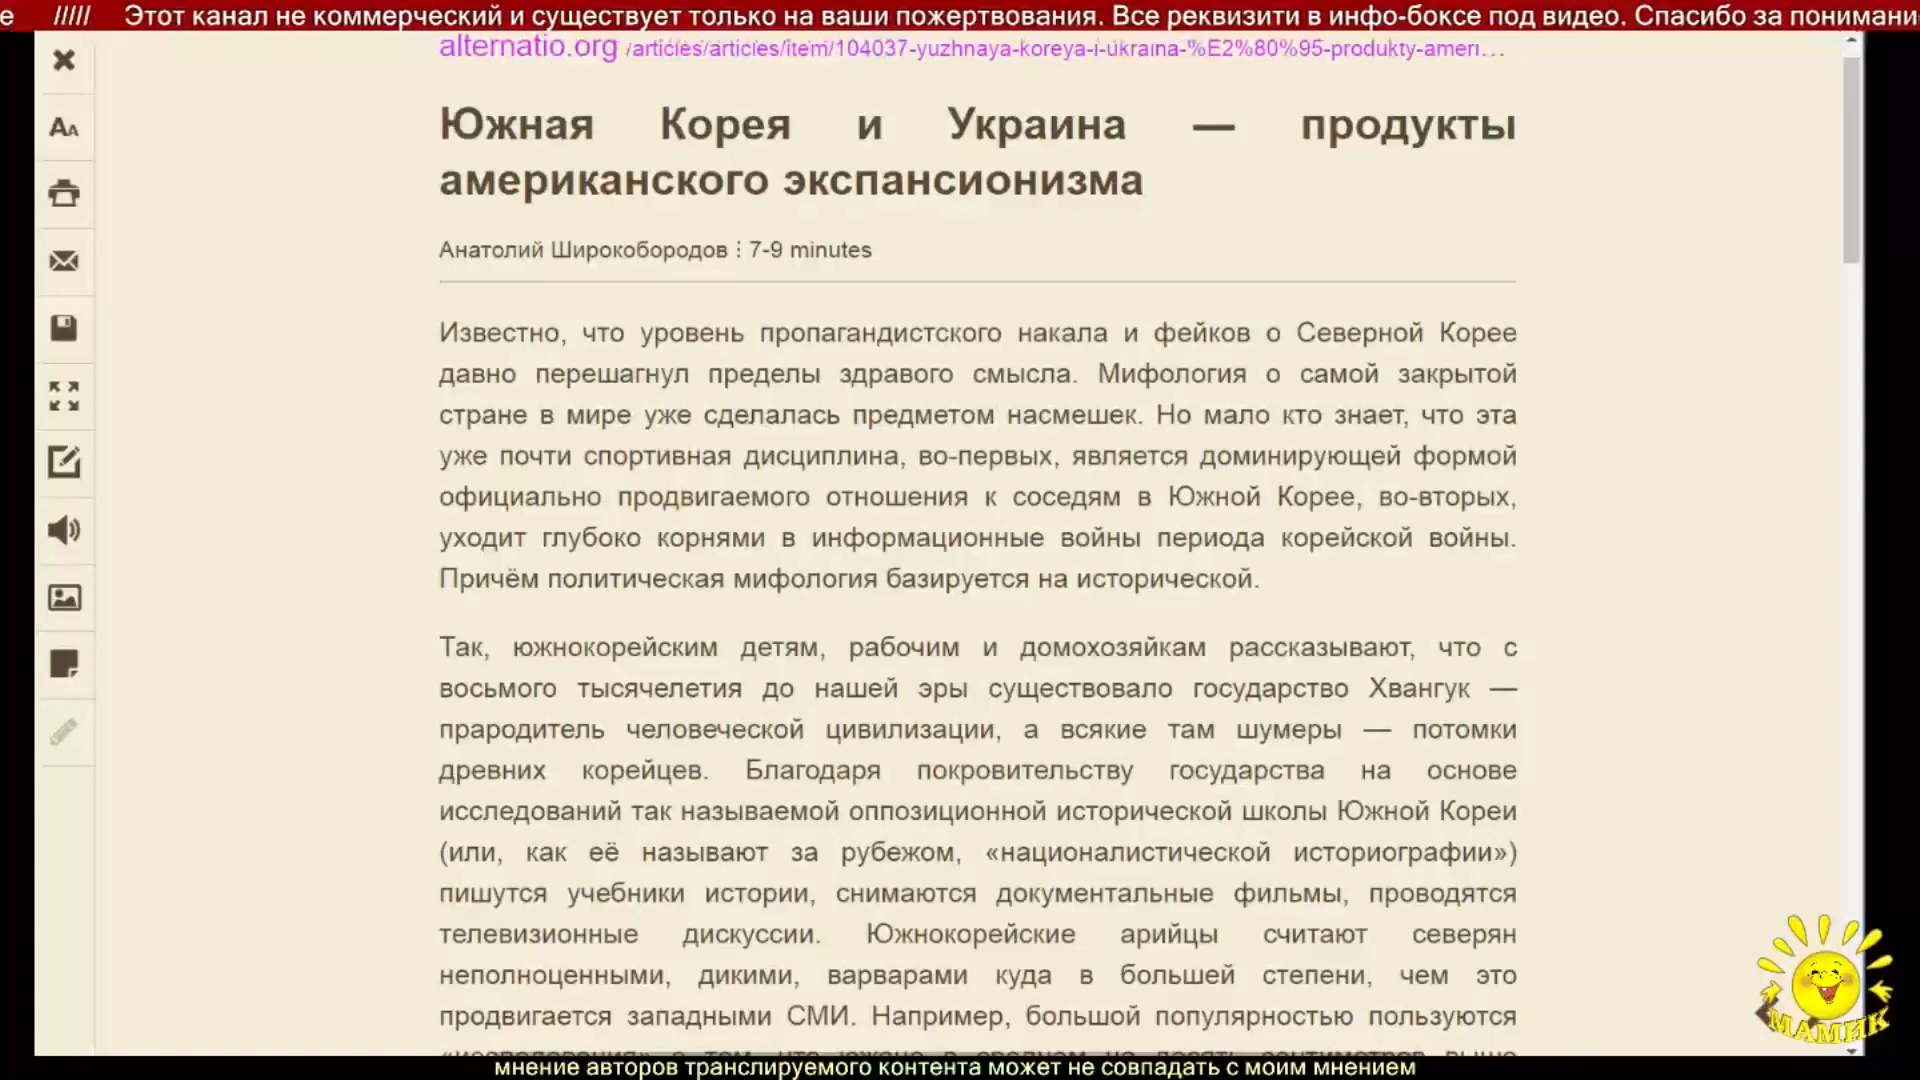 е ///// Этот канал не коммерческий и существует только на ваши пожертвования. Все реквизити в инфо-боксе под видео. Спасибо за понимани
alternatio.org /articles/articles/item/104037-yuzhnaya-koreya-i-ukraina-%E2%80%95-produkty-ameri…
Южная Корея и Украина — продукты
американского экспансионизма
Анатолий Широкобородов ⁝ 7-9 minutes
Известно, что уровень пропагандистского накала и фейков о Северной Корее
давно перешагнул пределы здравого смысла. Мифология о самой закрытой
стране в мире уже сделалась предметом насмешек. Но мало кто знает, что эта
уже почти спортивная дисциплина, во-первых, является доминирующей формой
официально продвигаемого отношения к соседям в Южной Корее, во-вторых,
уходит глубоко корнями в информационные войны периода корейской войны.
Причём политическая мифология базируется на исторической.
Так, южнокорейским детям, рабочим и домохозяйкам рассказывают, что с
восьмого тысячелетия до нашей эры существовало государство Хвангук —
прародитель человеческой цивилизации, а всякие там шумеры — потомки
древних корейцев. Благодаря покровительству государства на основе
исследований так называемой оппозиционной исторической школы Южной Кореи
(или, как её называют за рубежом, «националистической историографии»)
пишутся учебники истории, снимаются документальные фильмы, проводятся
телевизионные дискуссии. Южнокорейские арийцы считают северян
неполноценными, дикими, варварами куда в большей степени, чем это
продвигается западными СМИ. Например, большой популярностью пользуются
МАМИК
мнение авторов транслируемого контента может не совпадать с моим мнением